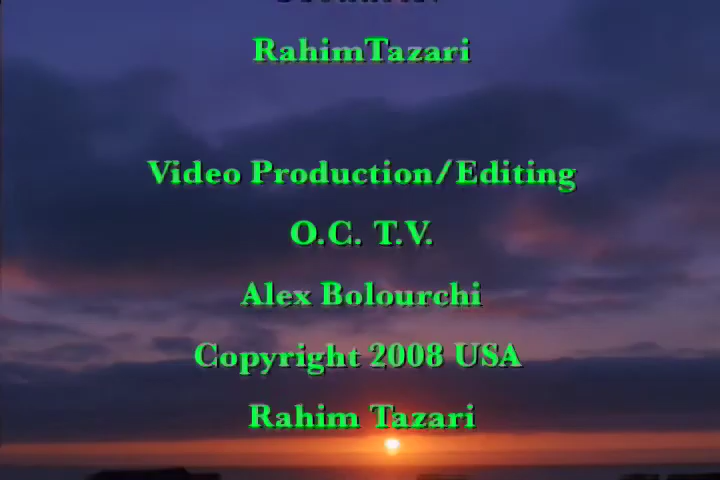 RahimTazari
Video Production/Editing
O.C. T.V.
Alex Bolourchi
Copyright 2008 USA
Rahim Tazari